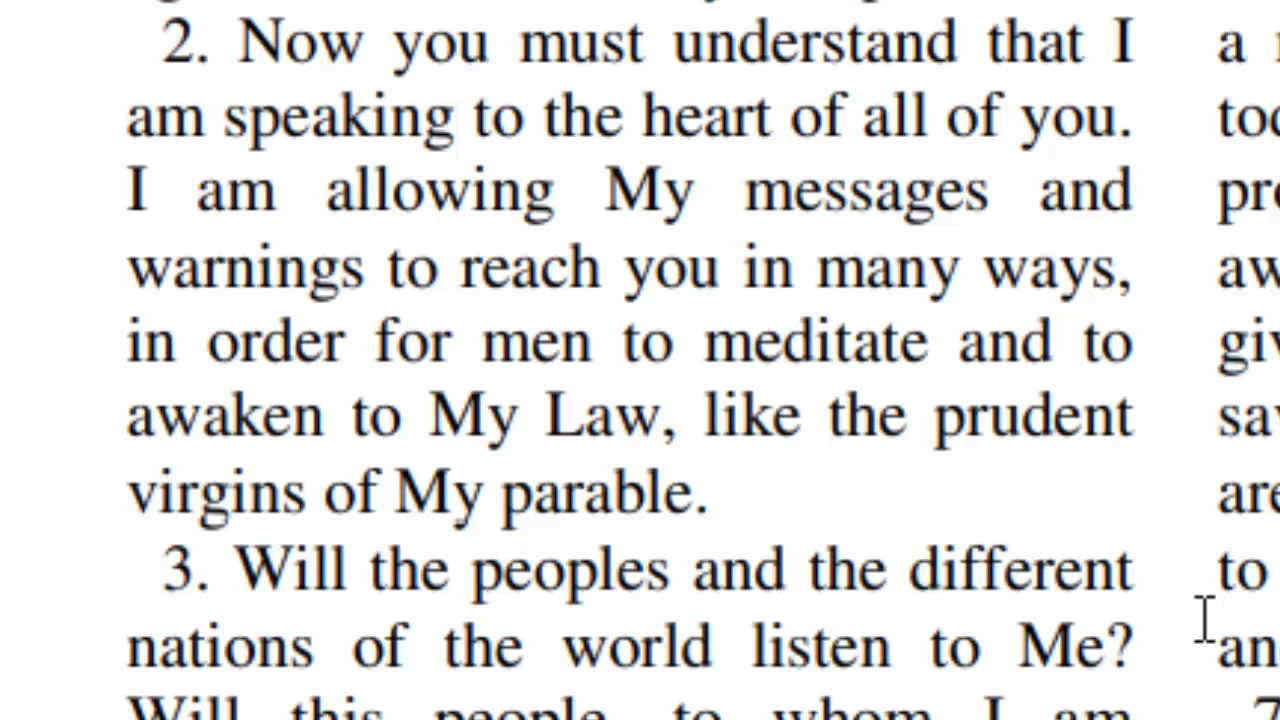 2. Now you must understand that I
am speaking to the heart of all of you.
I am allowing My messages and
warnings to reach you in many ways,
in order for men to meditate and to
awaken to My Law, like the prudent
virgins of My parable.
3. Will the peoples and the different
nations of the world listen to Me?
Will this people, to whom I am
a
to
7